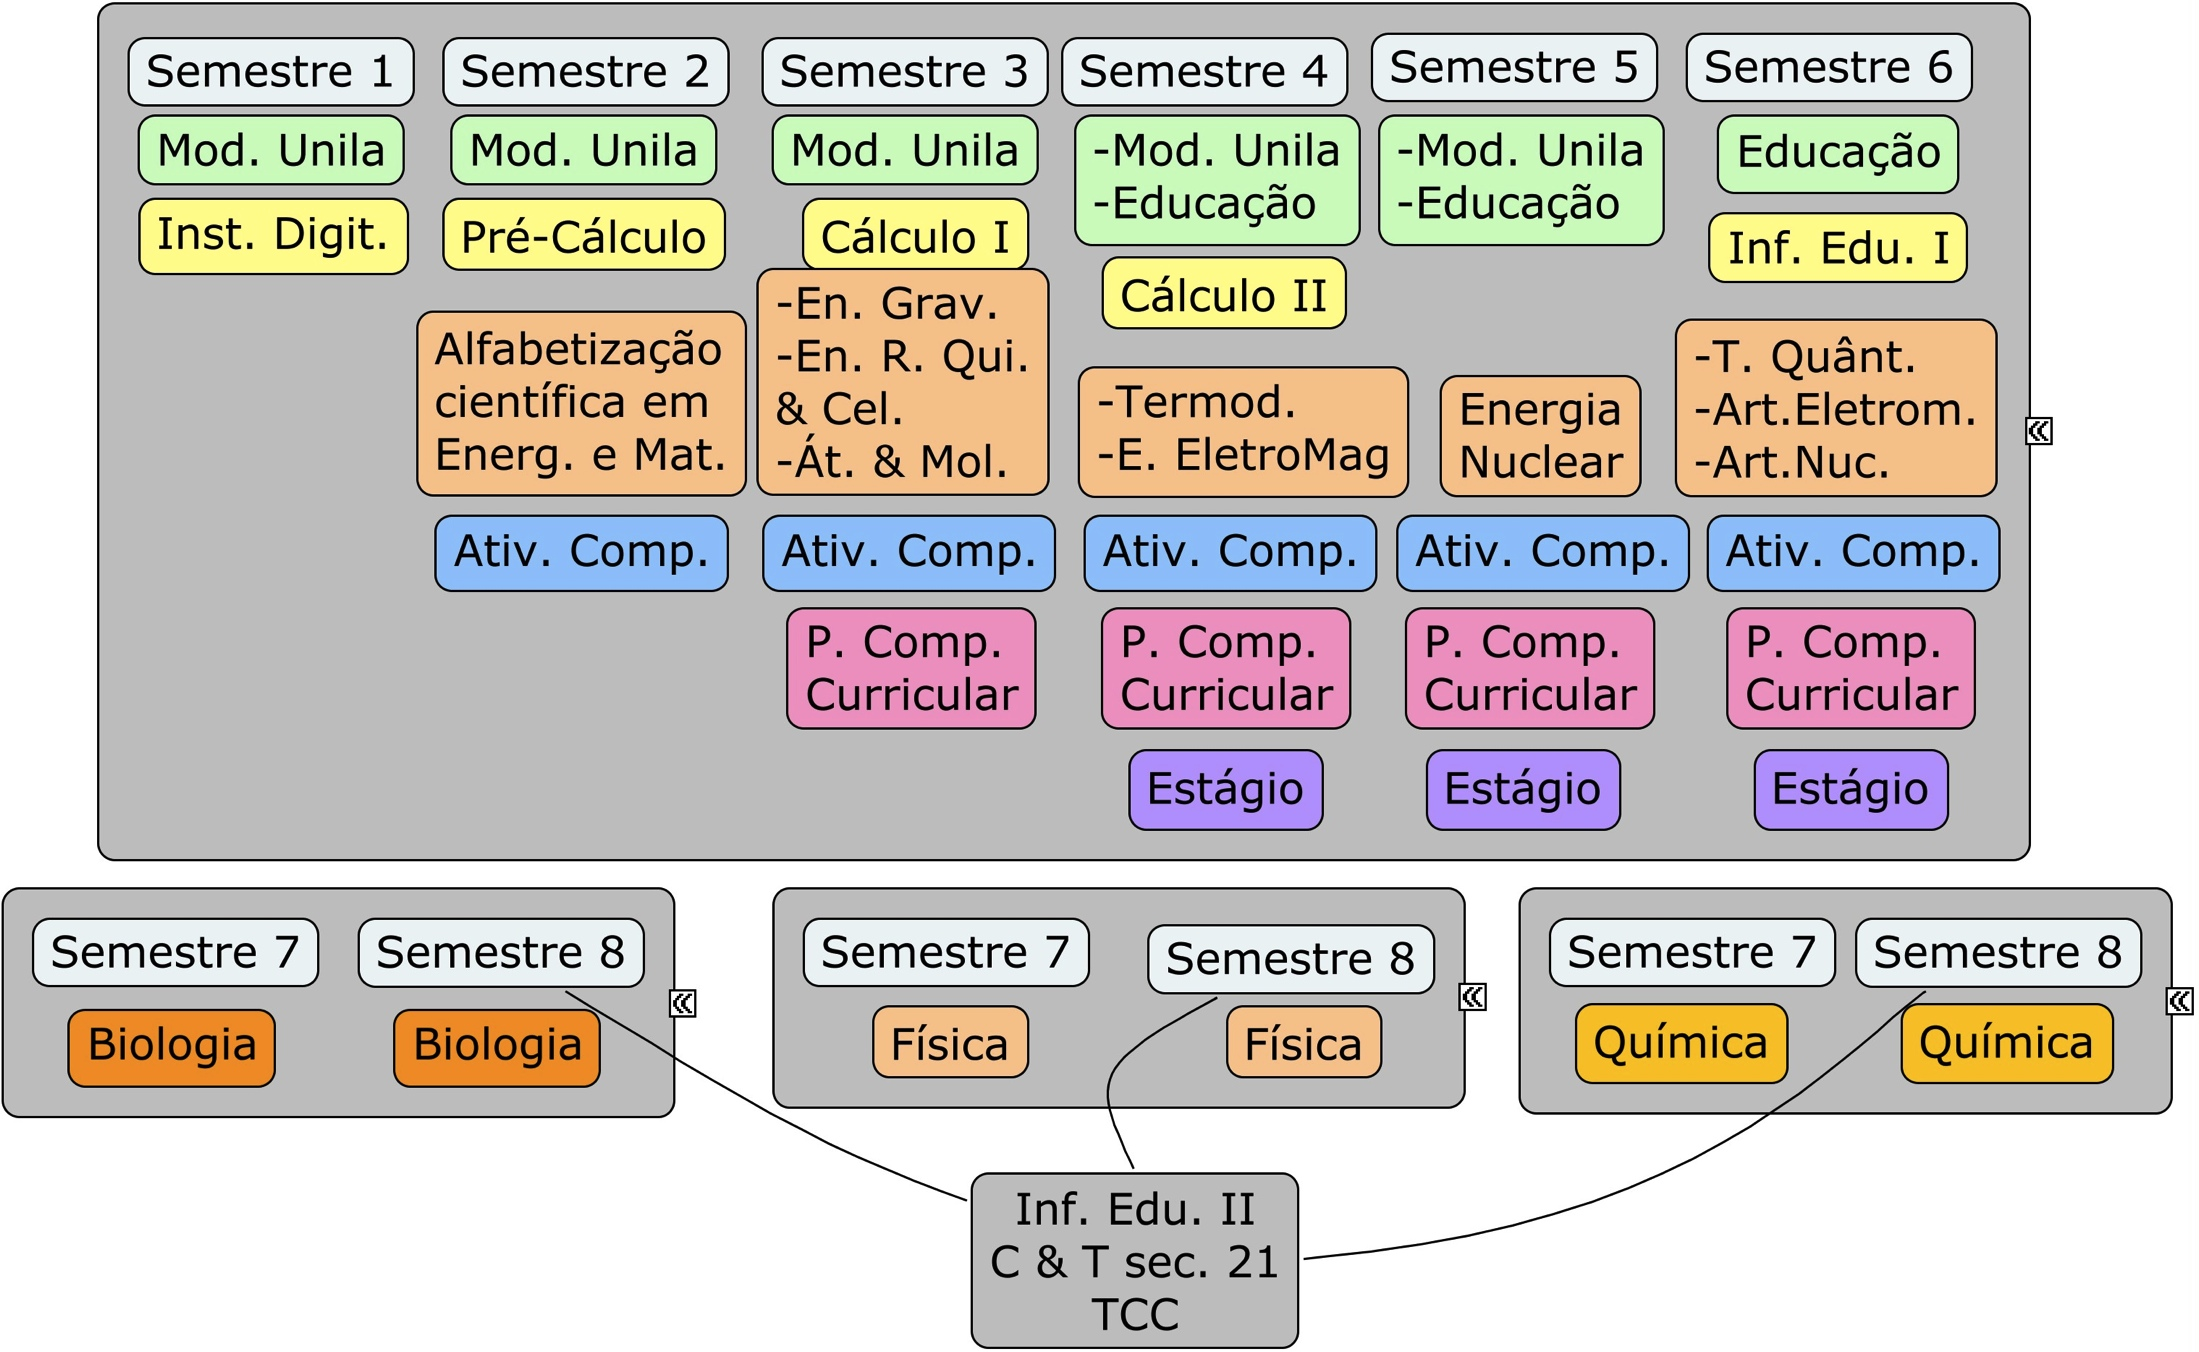 Semestre 1
Semestre 2
Semestre 3
Semestre 4
Semestre 5
Semestre 6
Mod. Unila
Mod. Unila
Mod. Unila
-Mod. Unila
-Educação
-Mod. Unila
-Educação
Educação
Inst. Digit.
Pré-Cálculo
Cálculo I
Cálculo II
Inf. Edu. I
Alfabetização
científica em
Energ. e Mat.
-En. Grav.
-En. R. Qui.
& Cel.
-Át. & Mol.
-Termod.
-E. EletroMag
Energia
Nuclear
-T. Quânt.
-Art.Eletrom.
-Art.Nuc.
Ativ. Comp.
Ativ. Comp.
Ativ. Comp.
Ativ. Comp.
Ativ. Comp.
P. Comp.
Curricular
P. Comp.
Curricular
P. Comp.
Curricular
P. Comp.
Curricular
Estágio
Estágio
Estágio
Semestre 7
Semestre 8
Biologia
Biologia
Semestre 7
Semestre 8
Física
Física
Semestre 7
Semestre 8
Química
Química
Inf. Edu. II
C & T sec. 21
TCC